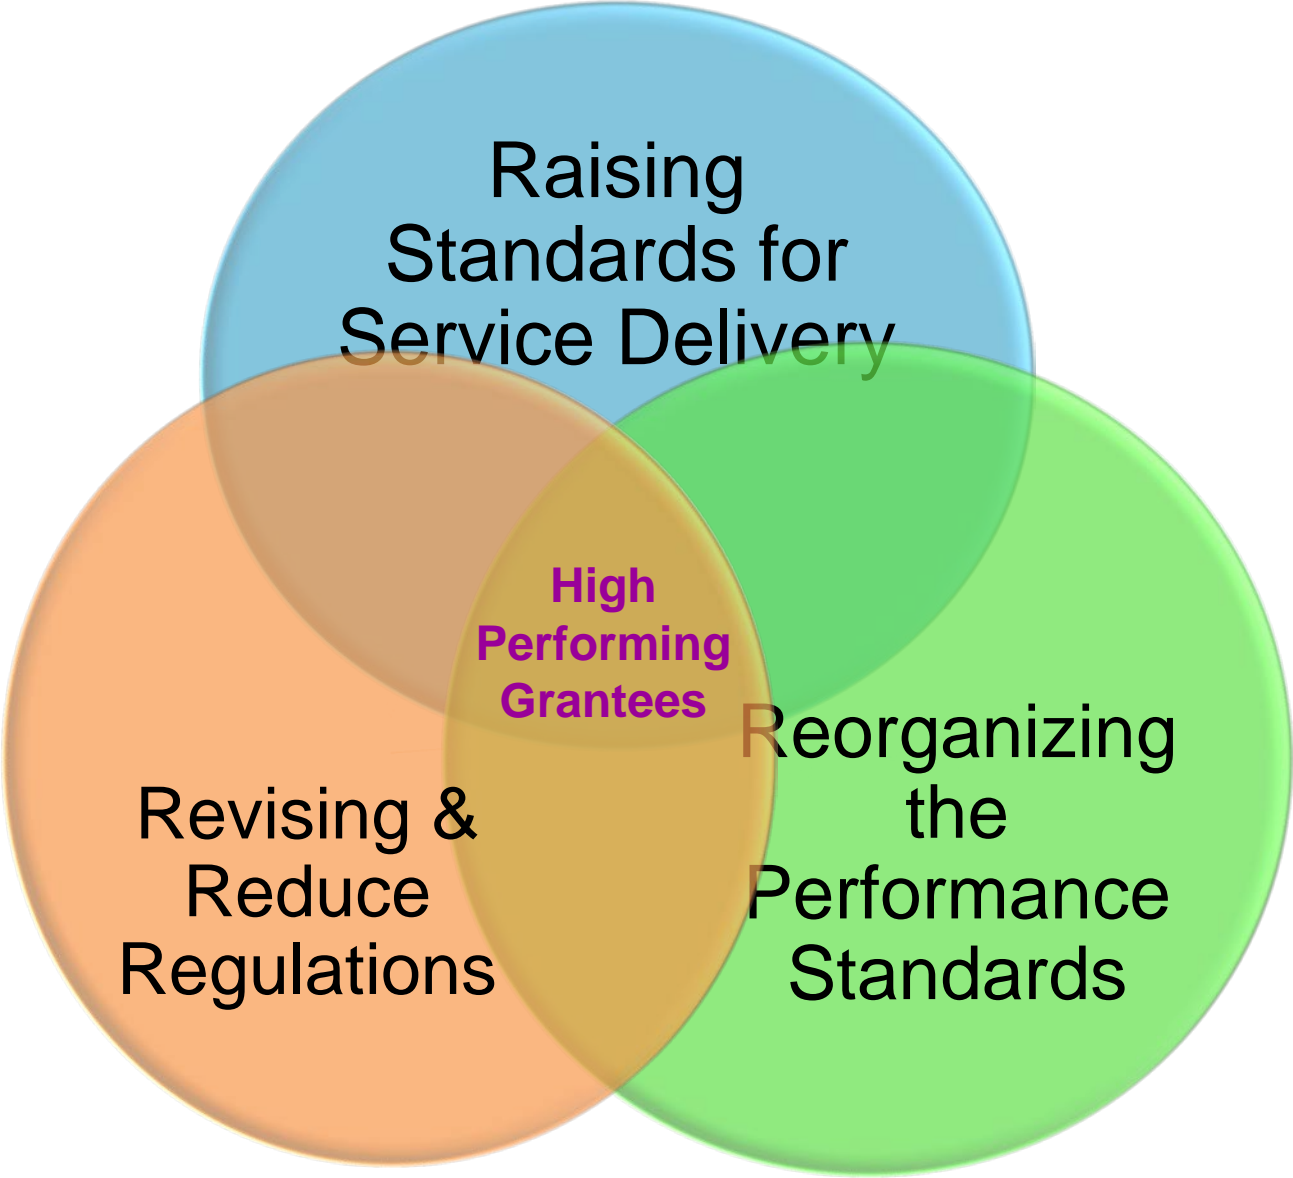 Raising
Standards for
Service Delivery
High
Performing
Grantees
Revising &
Reduce
Regulations
Reorganizing
the
Performance
Standards